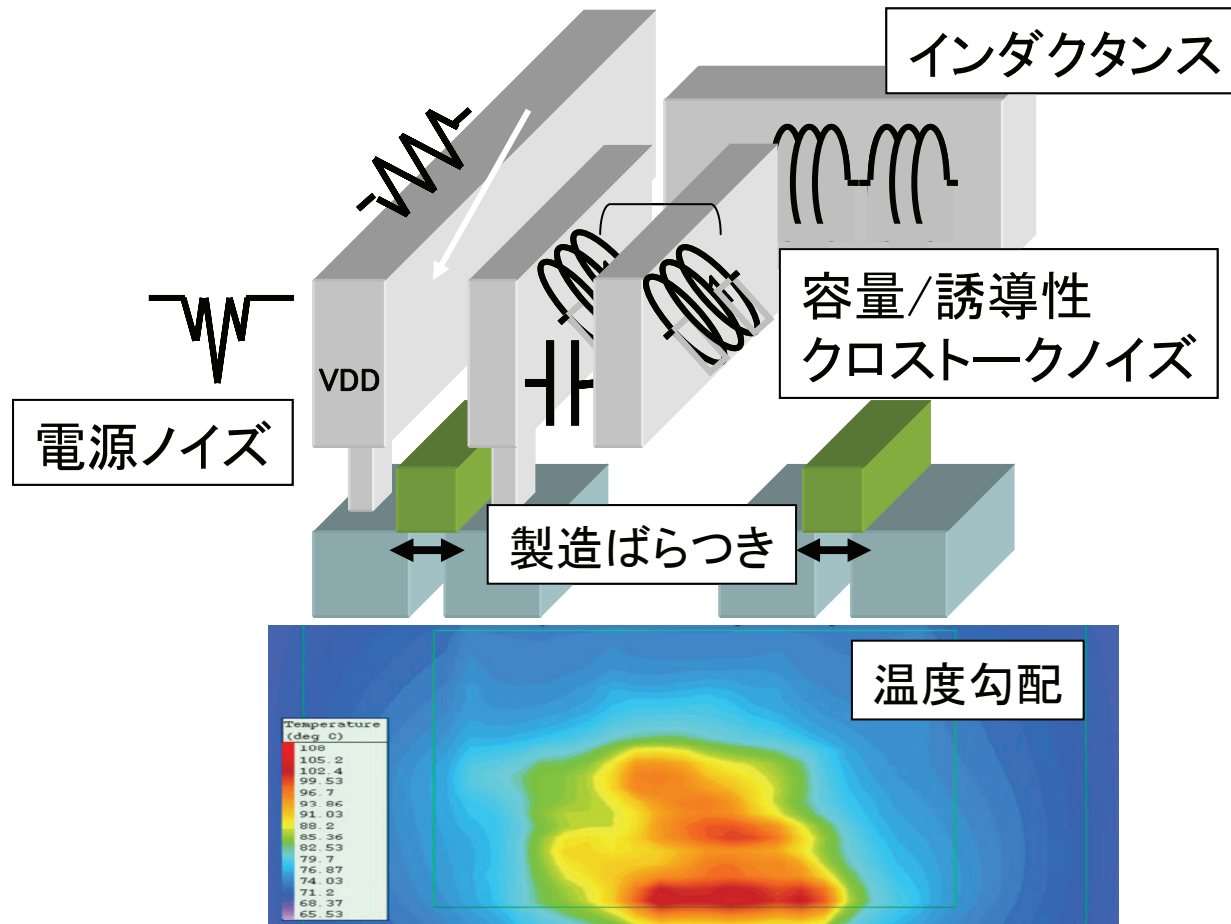 インダクタンス
容量/誘導性
クロストークノイズ
VDD
電源ノイズ
製造ばらつき
温度勾配
Temperature
(deg C)
108
105.2
102.4
99.53
96.7
93.86
91.03
88.2
85.36
82.53
79.7
76.87
74.03
71.2
68.37
65.53